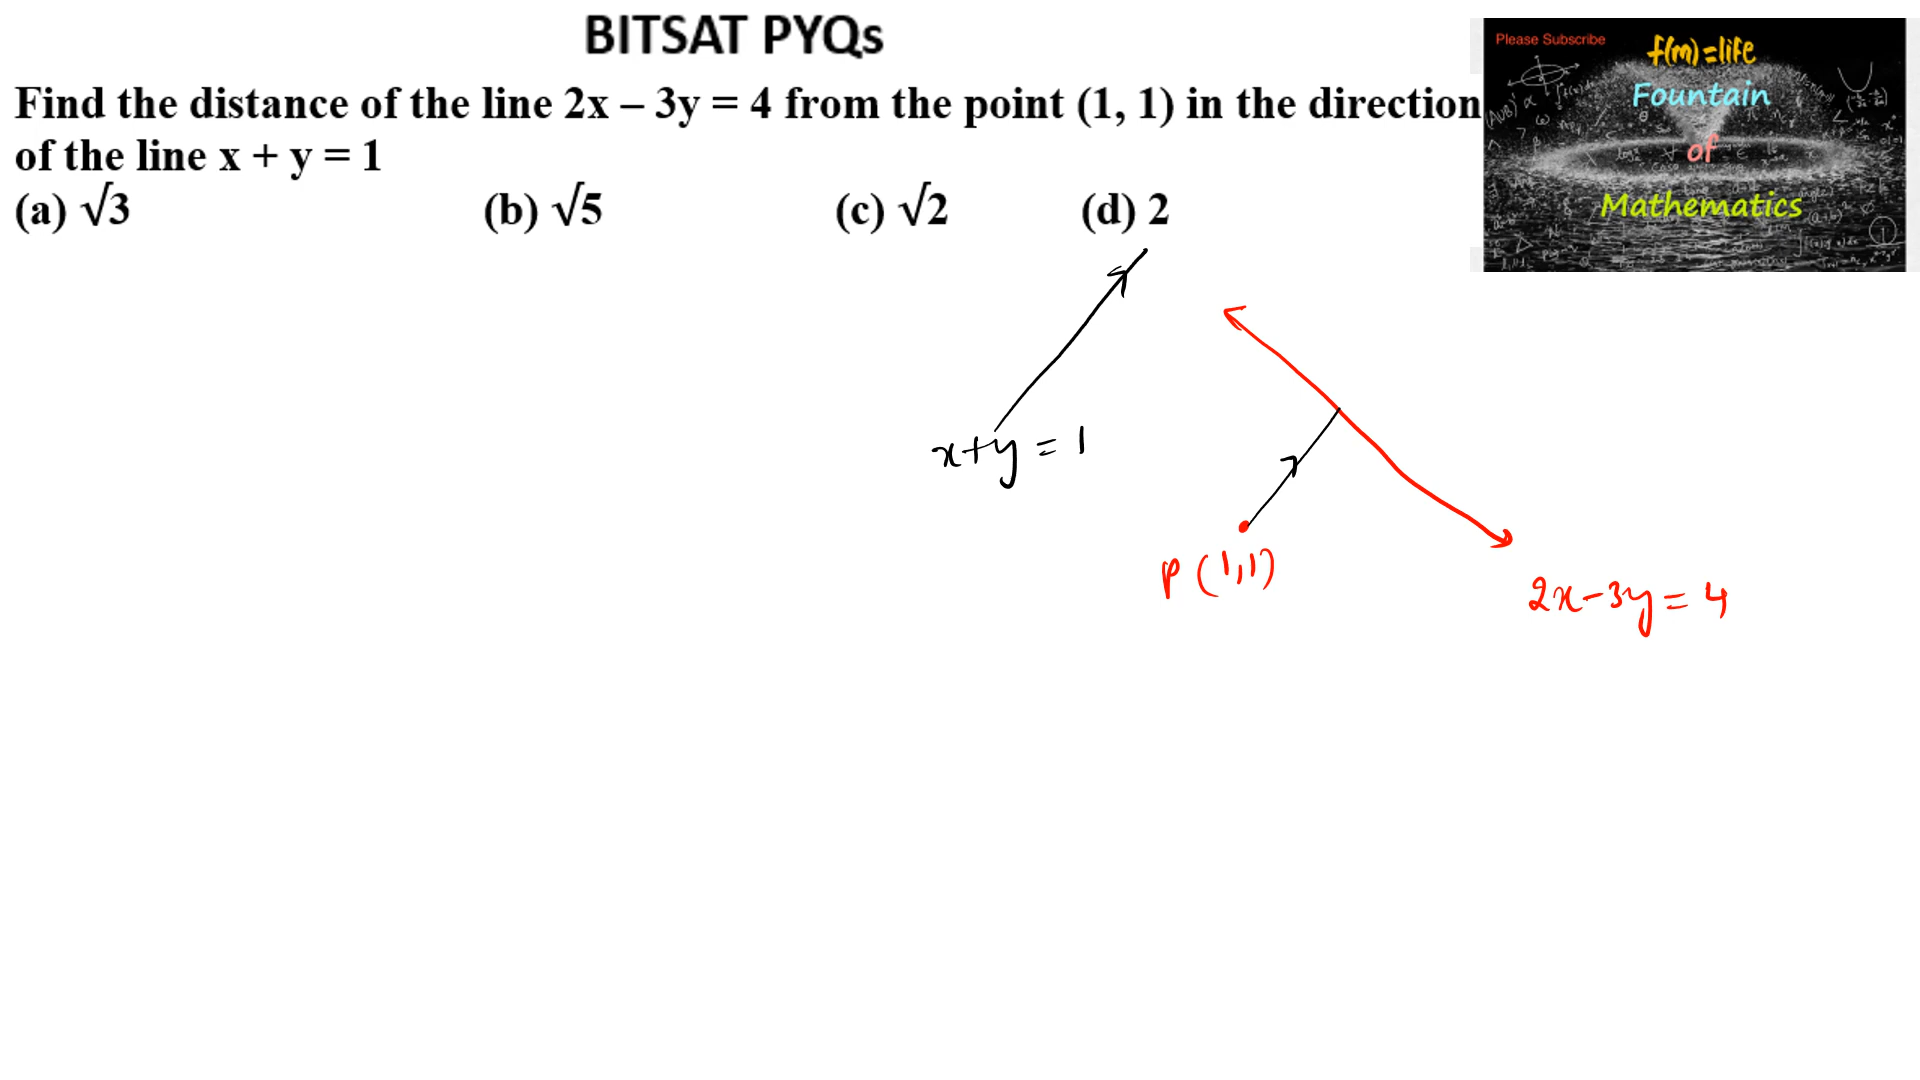 BITSAT PYQs
Please Subscribe
f(m)=life
Fountain
of
Mathematics
Find the distance of the line 2x – 3y = 4 from the point (1, 1) in the direction
of the line x + y = 1
(a) √3 (b) √5 (c) √2 (d) 2
x+y = 1
P (1,1)
2x-3y = 4